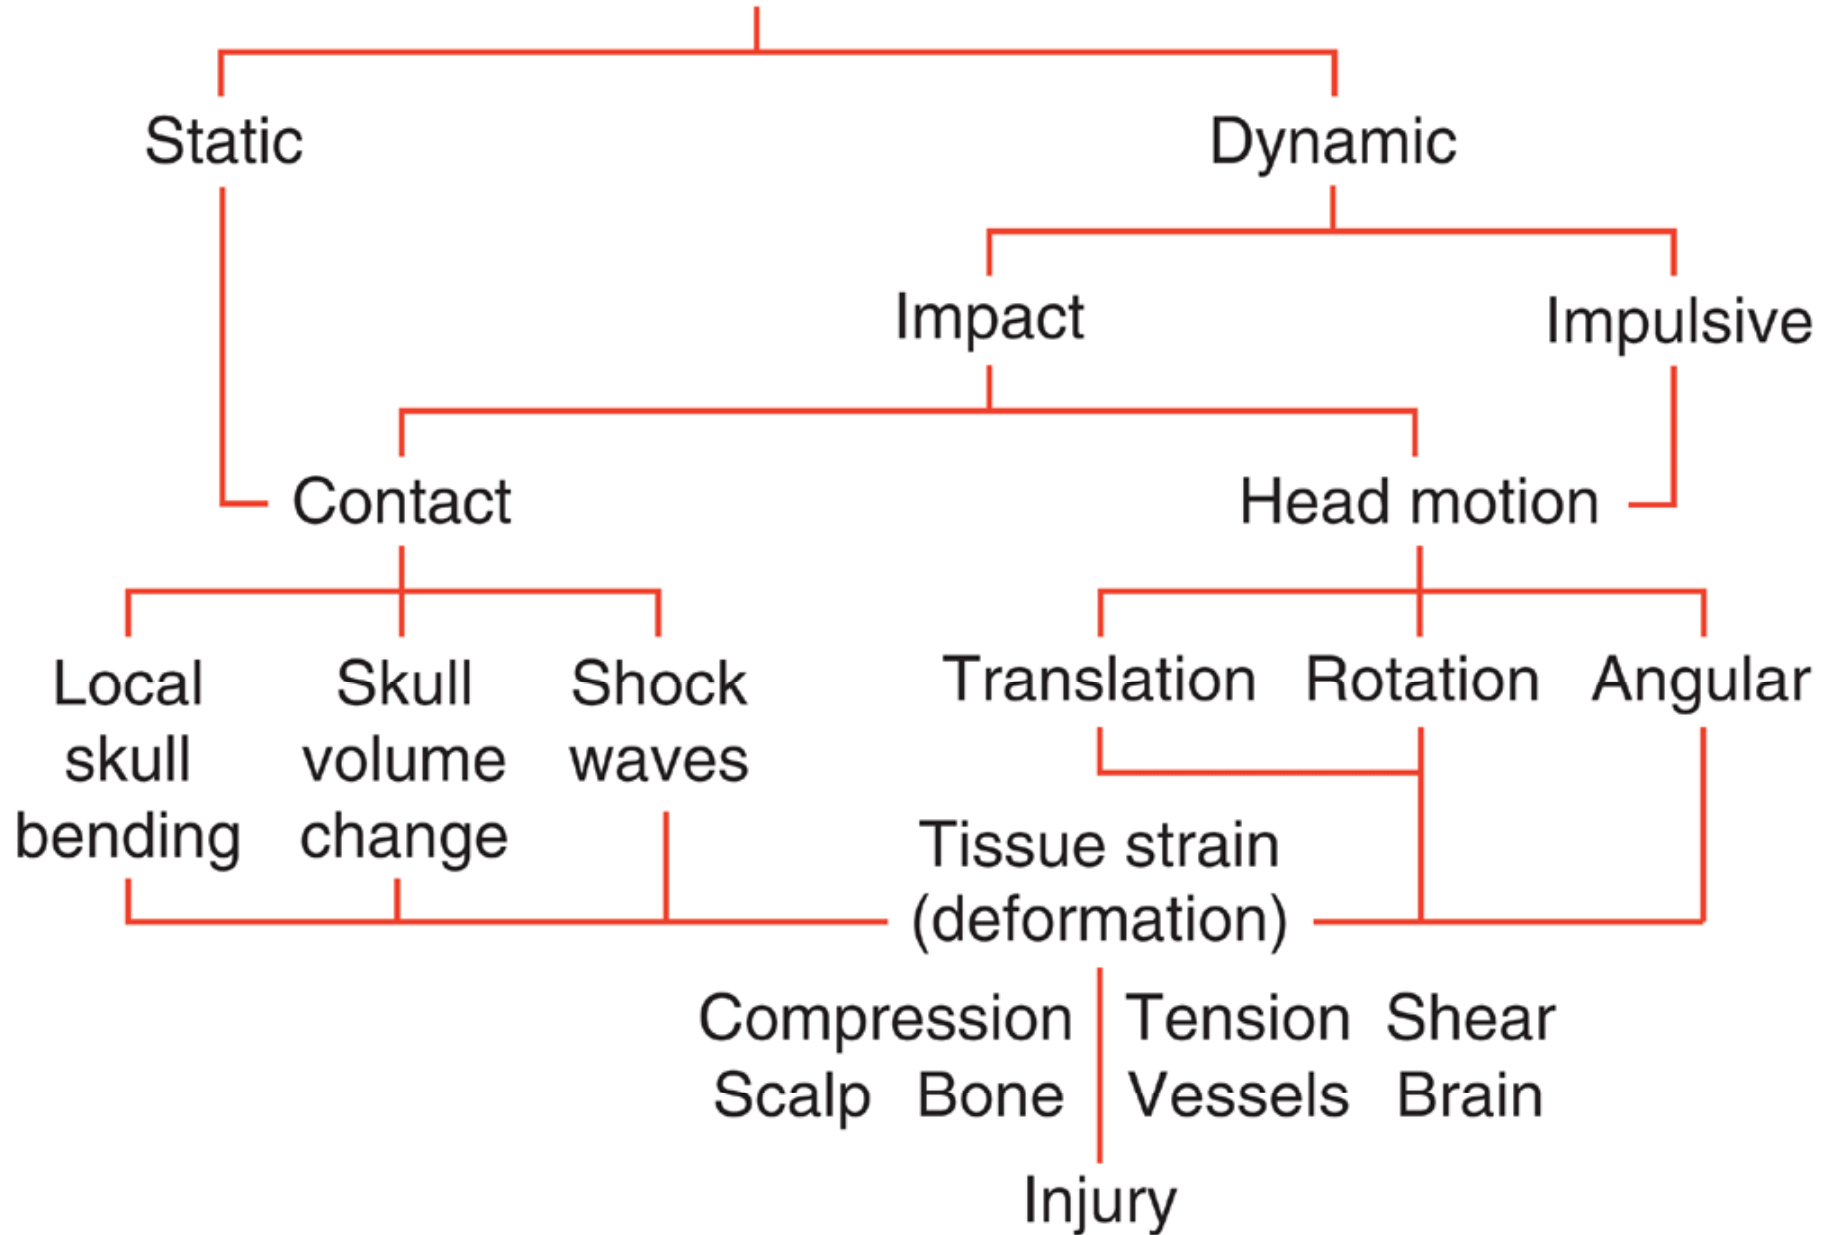 Static
Dynamic
Impact
Impulsive
Contact
Head motion
Local
skull
bending
Skull
volume
change
Shock
waves
Translation
Rotation
Angular
Tissue strain
(deformation)
Compression
Tension
Shear
Scalp
Bone
Vessels
Brain
Injury